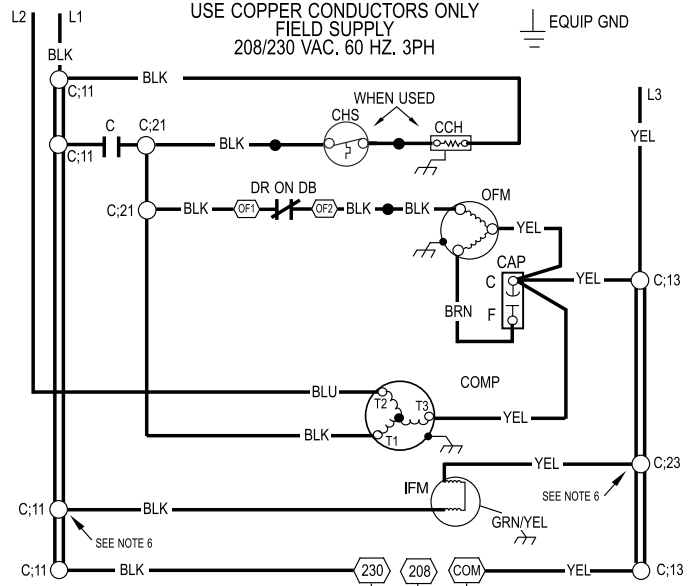 USE COPPER CONDUCTORS ONLY
FIELD SUPPLY
208/230 VAC. 60 HZ. 3PH
L2
L1
EQUIP GND
BLK
BLK
C;11
WHEN USED
L3
CHS
CCH
YEL
C
C;21
C;11
BLK
DR ON DB
OFM
C;21
BLK
OF1
OF2
BLK
BLK
YEL
CAP
C
YEL
C;13
BRN
F
COMP
BLU
T2
T3
YEL
BLK
T1
YEL
C;23
IFM
SEE NOTE 6
C;11
BLK
GRN/YEL
SEE NOTE 6
C;11
BLK
230
208
COM
YEL
C;13